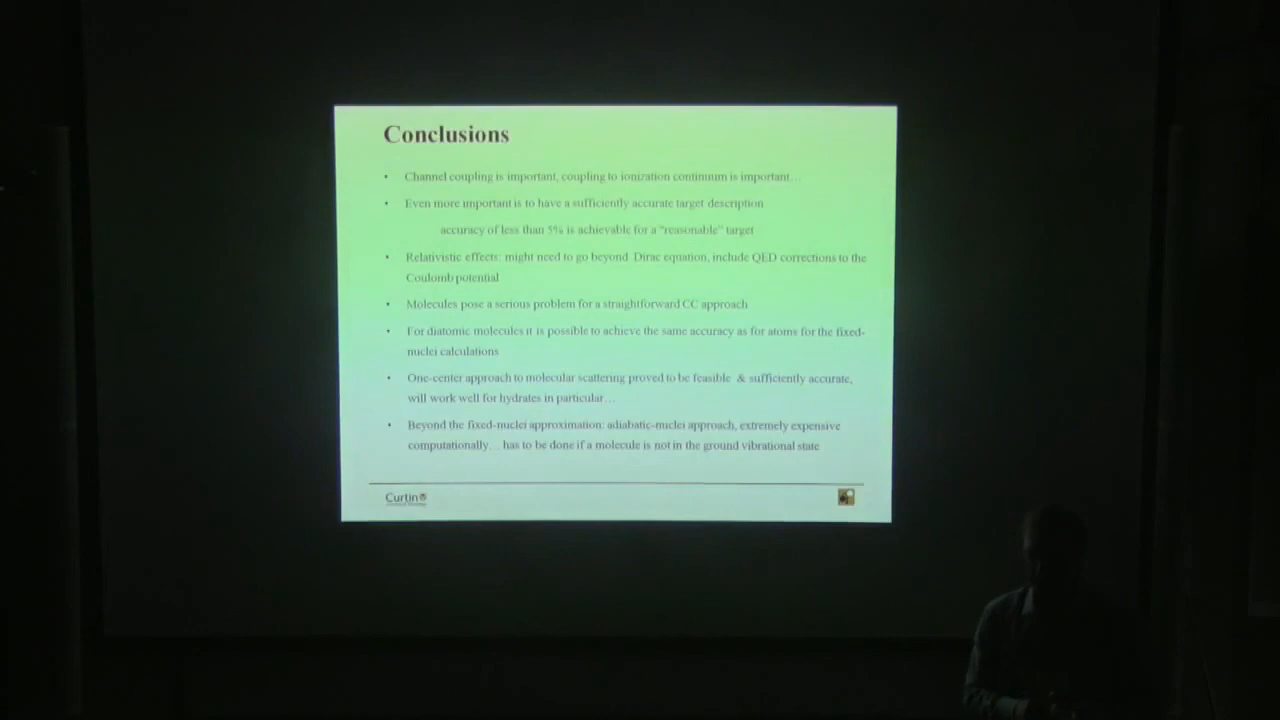 Conclusions
• Channel coupling is important, coupling to ionization continuum is important…
• Even more important is to have a sufficiently accurate target description
accuracy of less than 5% is achievable for a "reasonable" target
• Relativistic effects: might need to go beyond Dirac equation, include QED corrections to the
Coulomb potential
• Molecules pose a serious problem for a straightforward CC approach
• For diatomic molecules it is possible to achieve the same accuracy as for atoms for the fixed-
nuclei calculations
• One-center approach to molecular scattering proved to be feasible & sufficiently accurate,
will work well for hydrates in particular…
• Beyond the fixed-nuclei approximation: adiabatic-nuclei approach, extremely expensive
computationally… has to be done if a molecule is not in the ground vibrational state
Curtin